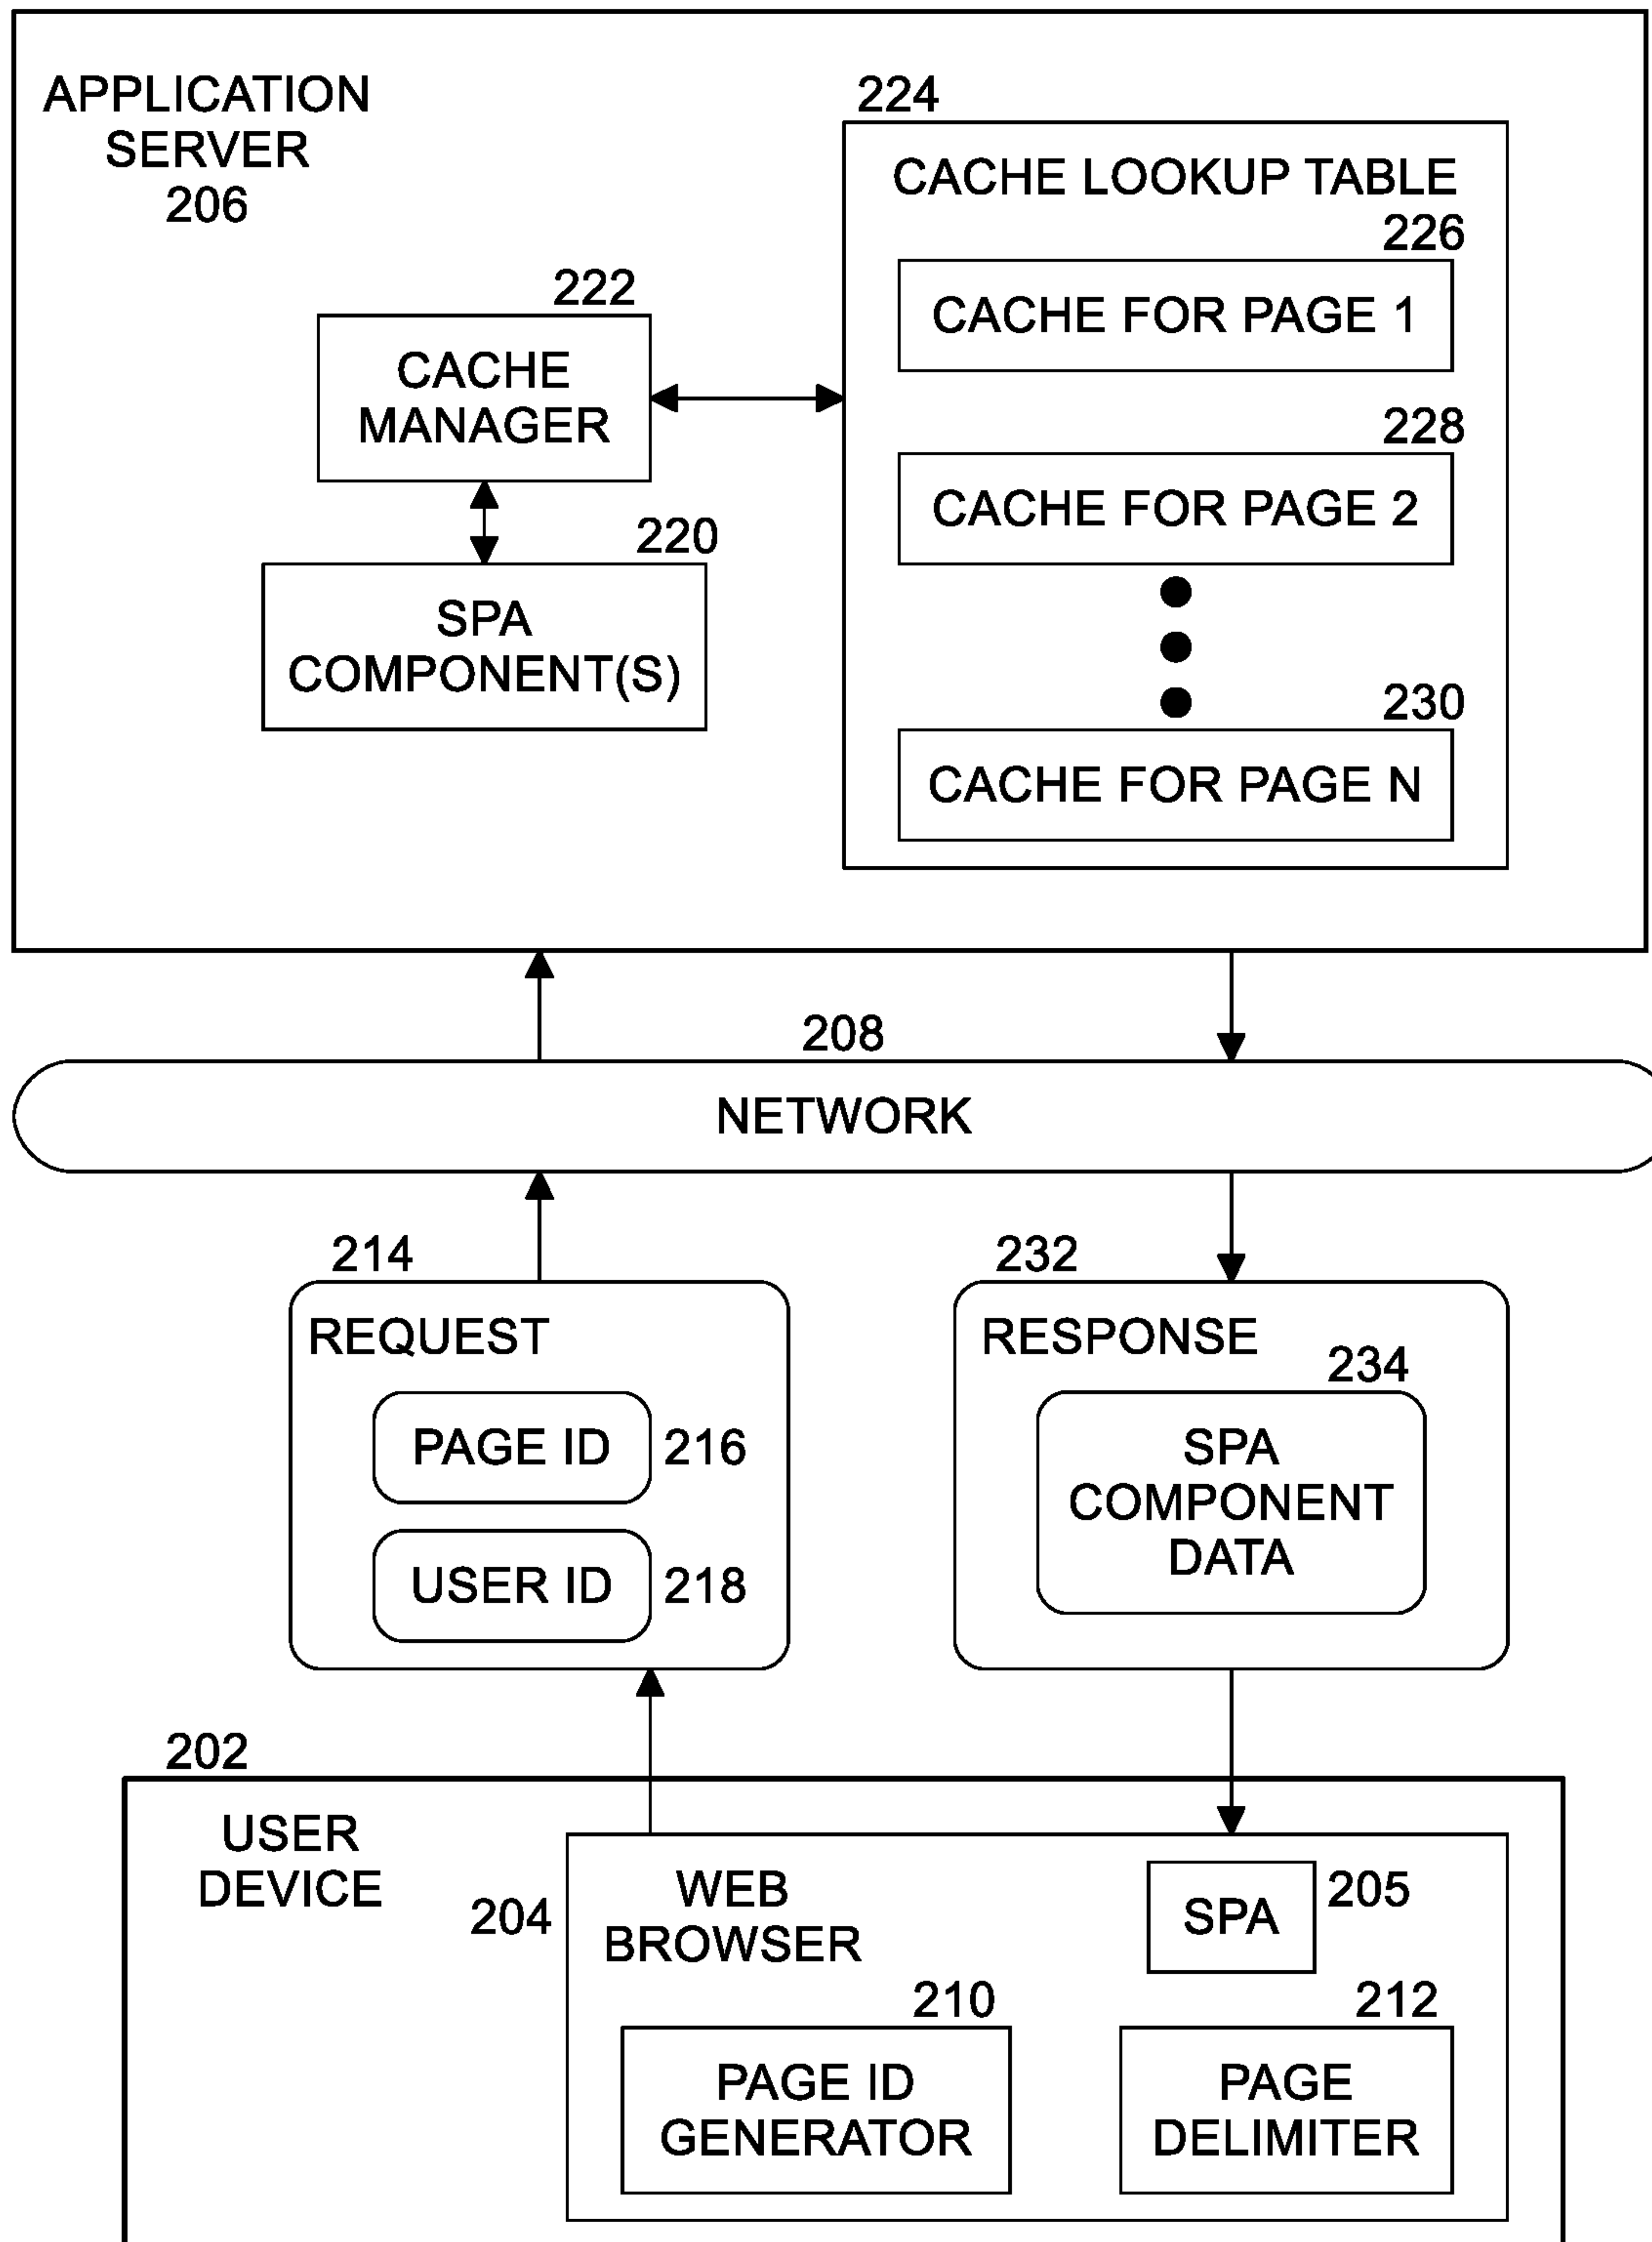 APPLICATION
SERVER
206
224
CACHE LOOKUP TABLE
226
CACHE FOR PAGE 1
222
CACHE
MANAGER
228
CACHE FOR PAGE 2
220
SPA
COMPONENT(S)
230
CACHE FOR PAGE N
208
NETWORK
214
REQUEST
PAGE ID
216
USER ID
218
232
RESPONSE
234
SPA
COMPONENT
DATA
202
USER
DEVICE
204
WEB
BROWSER
SPA
205
210
PAGE ID
GENERATOR
212
PAGE
DELIMITER